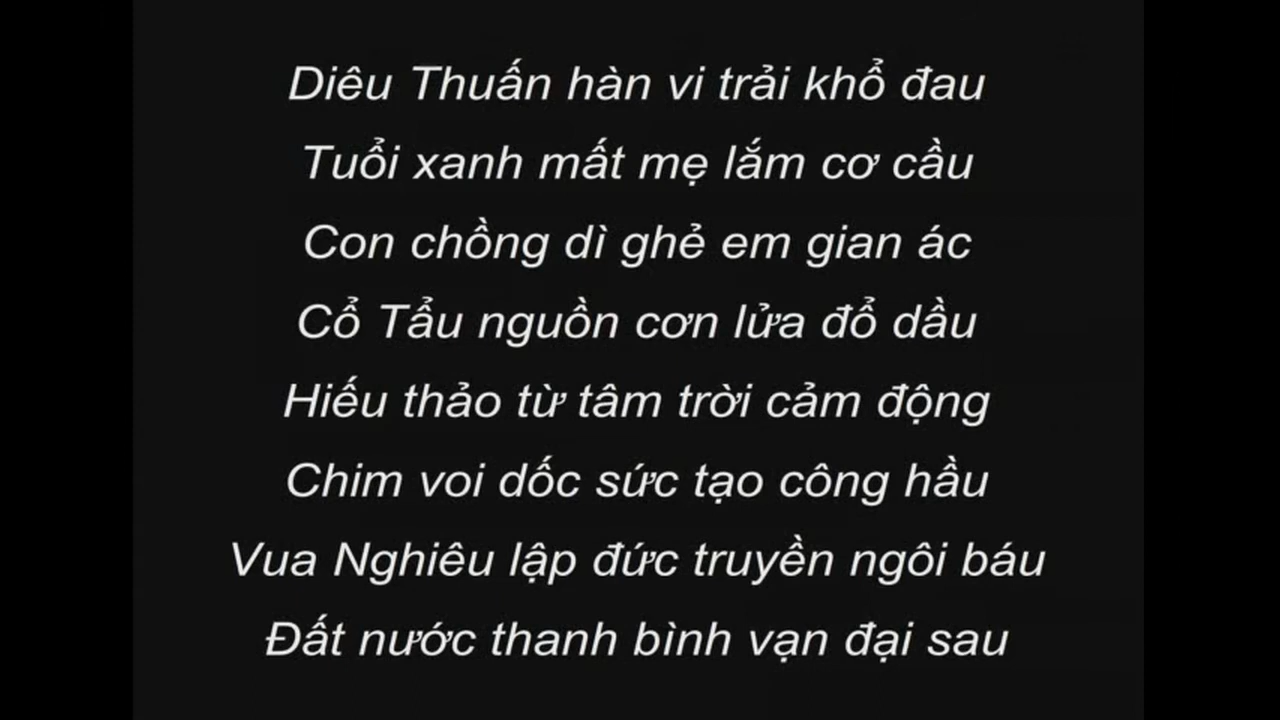 Diêu Thuấn hàn vi trải khổ đau
Tuổi xanh mất mẹ lắm cơ cầu
Con chồng dì ghẻ em gian ác
Cổ Tẩu nguồn cơn lửa đổ dầu
Hiếu thảo từ tâm trời cảm động
Chim voi dốc sức tạo công hầu
Vua Nghiêu lập đức truyền ngôi báu
Đất nước thanh bình vạn đại sau